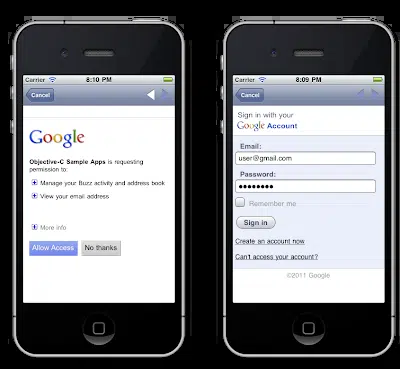 Carrier 8:10 PM
Cancel
Google
Objective-C Sample Apps is requesting
permission to:
Manage your Buzz activity and address book
View your email address
More info
Allow Access No thanks
Carrier 8:09 PM
Cancel
Sign in with your
Google Account
Email:
user@gmail.com
Password:
••••••••
Remember me
Sign in
Create an account now
Can't access your account?
©2011 Google